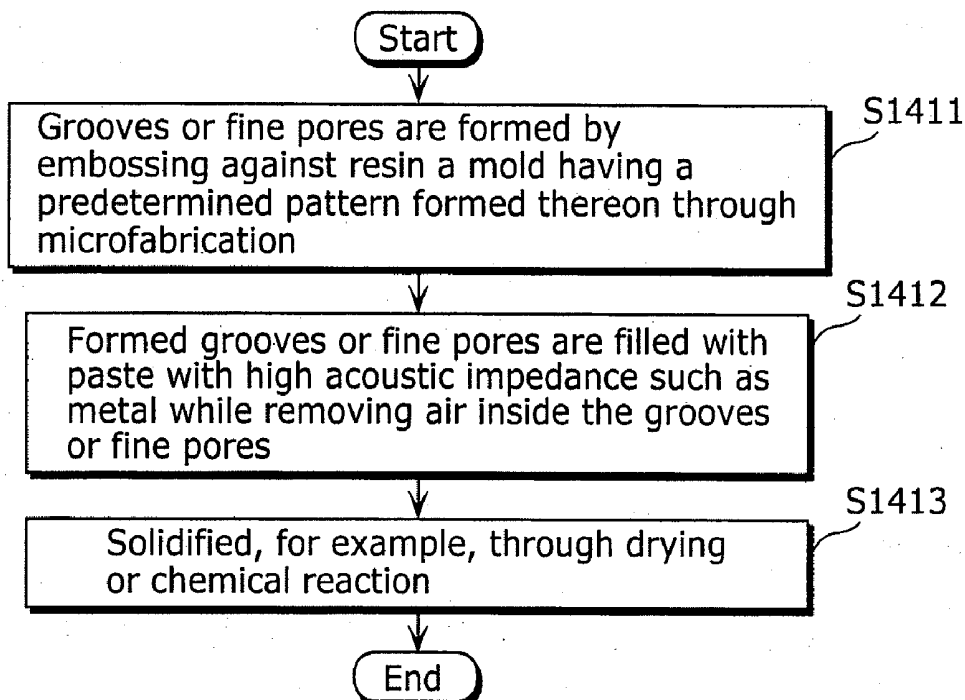 Start
S1411
Grooves or fine pores are formed by
embossing against resin a mold having a
predetermined pattern formed thereon through
microfabrication
S1412
Formed grooves or fine pores are filled with
paste with high acoustic impedance such as
metal while removing air inside the grooves
or fine pores
S1413
Solidified, for example, through drying
or chemical reaction
End